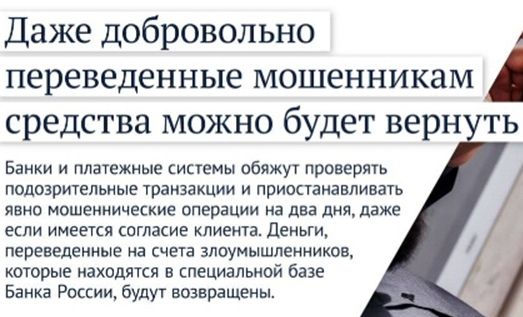 Даже добровольно
переведенные мошенникам
средства можно будет вернуть
Банки и платежные системы обяжут проверять
подозрительные транзакции и приостанавливать
явно мошеннические операции на два дня, даже
если имеется согласие клиента. Деньги,
переведенные на счета злоумышленников,
которые находятся в специальной базе
Банка России, будут возвращены.